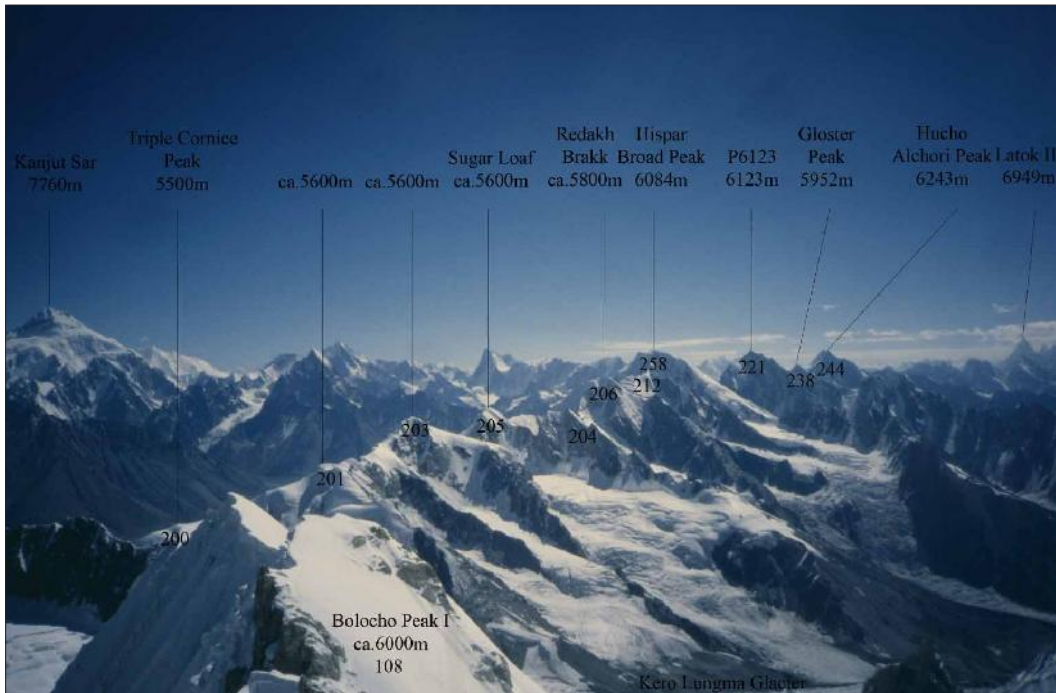 Kanjut Sar
7760m
Triple Cornice
Peak
5500m
ca.5600m
ca.5600m
Sugar Loaf
ca.5600m
Redakh
Brakk
ca.5800m
Hispar
Broad Peak
6084m
P6123
6123m
Gloster
Peak
5952m
Hucho
Alchori Peak
6243m
Latok II
6949m
258
221
244
238
212
206
203
205
204
201
200
Bolocho Peak I
ca.6000m
108
Kero Lungma Glacier